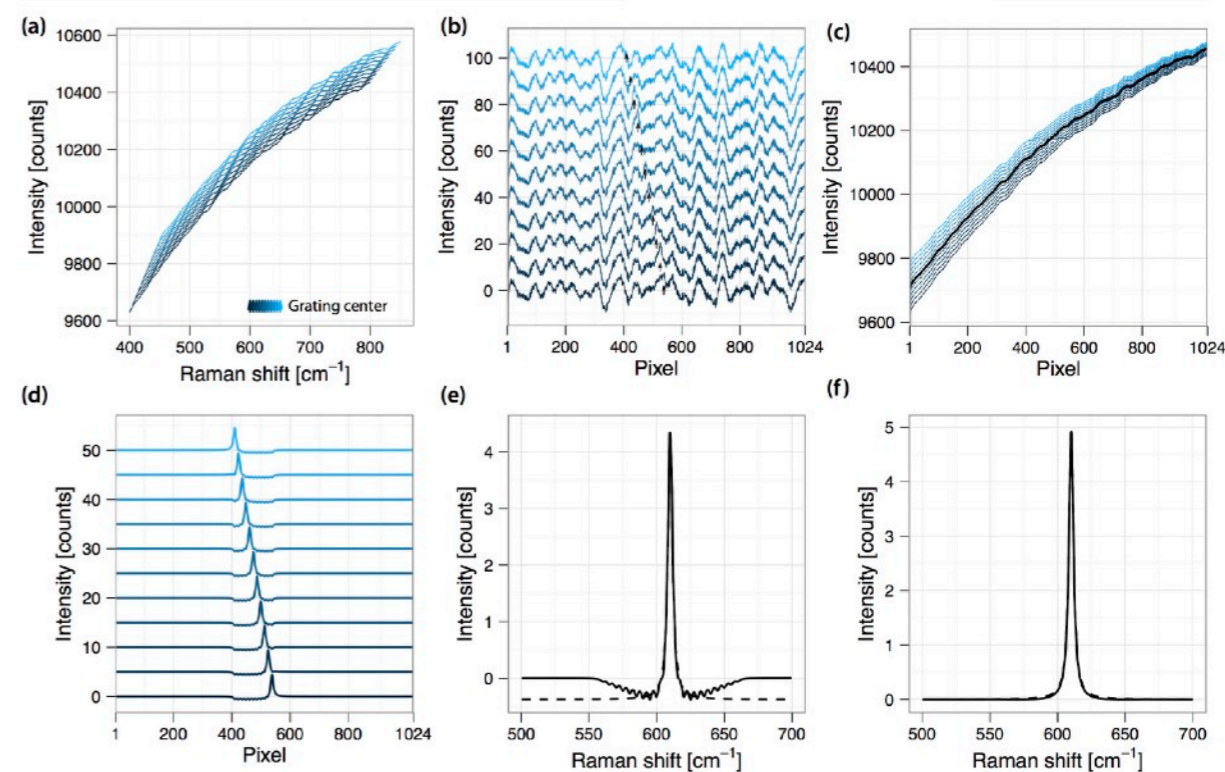 (a)
10600
10400
10200
10000
9800
9600
400 500 600 700 800
Raman shift [cm⁻¹]
Intensity [counts]
Grating center
(b)
100
80
60
40
20
0
1 200 400 600 800 1024
Pixel
Intensity [counts]
(c)
10400
10200
10000
9800
9600
1 200 400 600 800 1024
Pixel
Intensity [counts]
(d)
50
40
30
20
10
0
1 200 400 600 800 1024
Pixel
Intensity [counts]
(e)
4
3
2
1
0
500 550 600 650 700
Raman shift [cm⁻¹]
Intensity [counts]
(f)
5
4
3
2
1
0
500 550 600 650 700
Raman shift [cm⁻¹]
Intensity [counts]